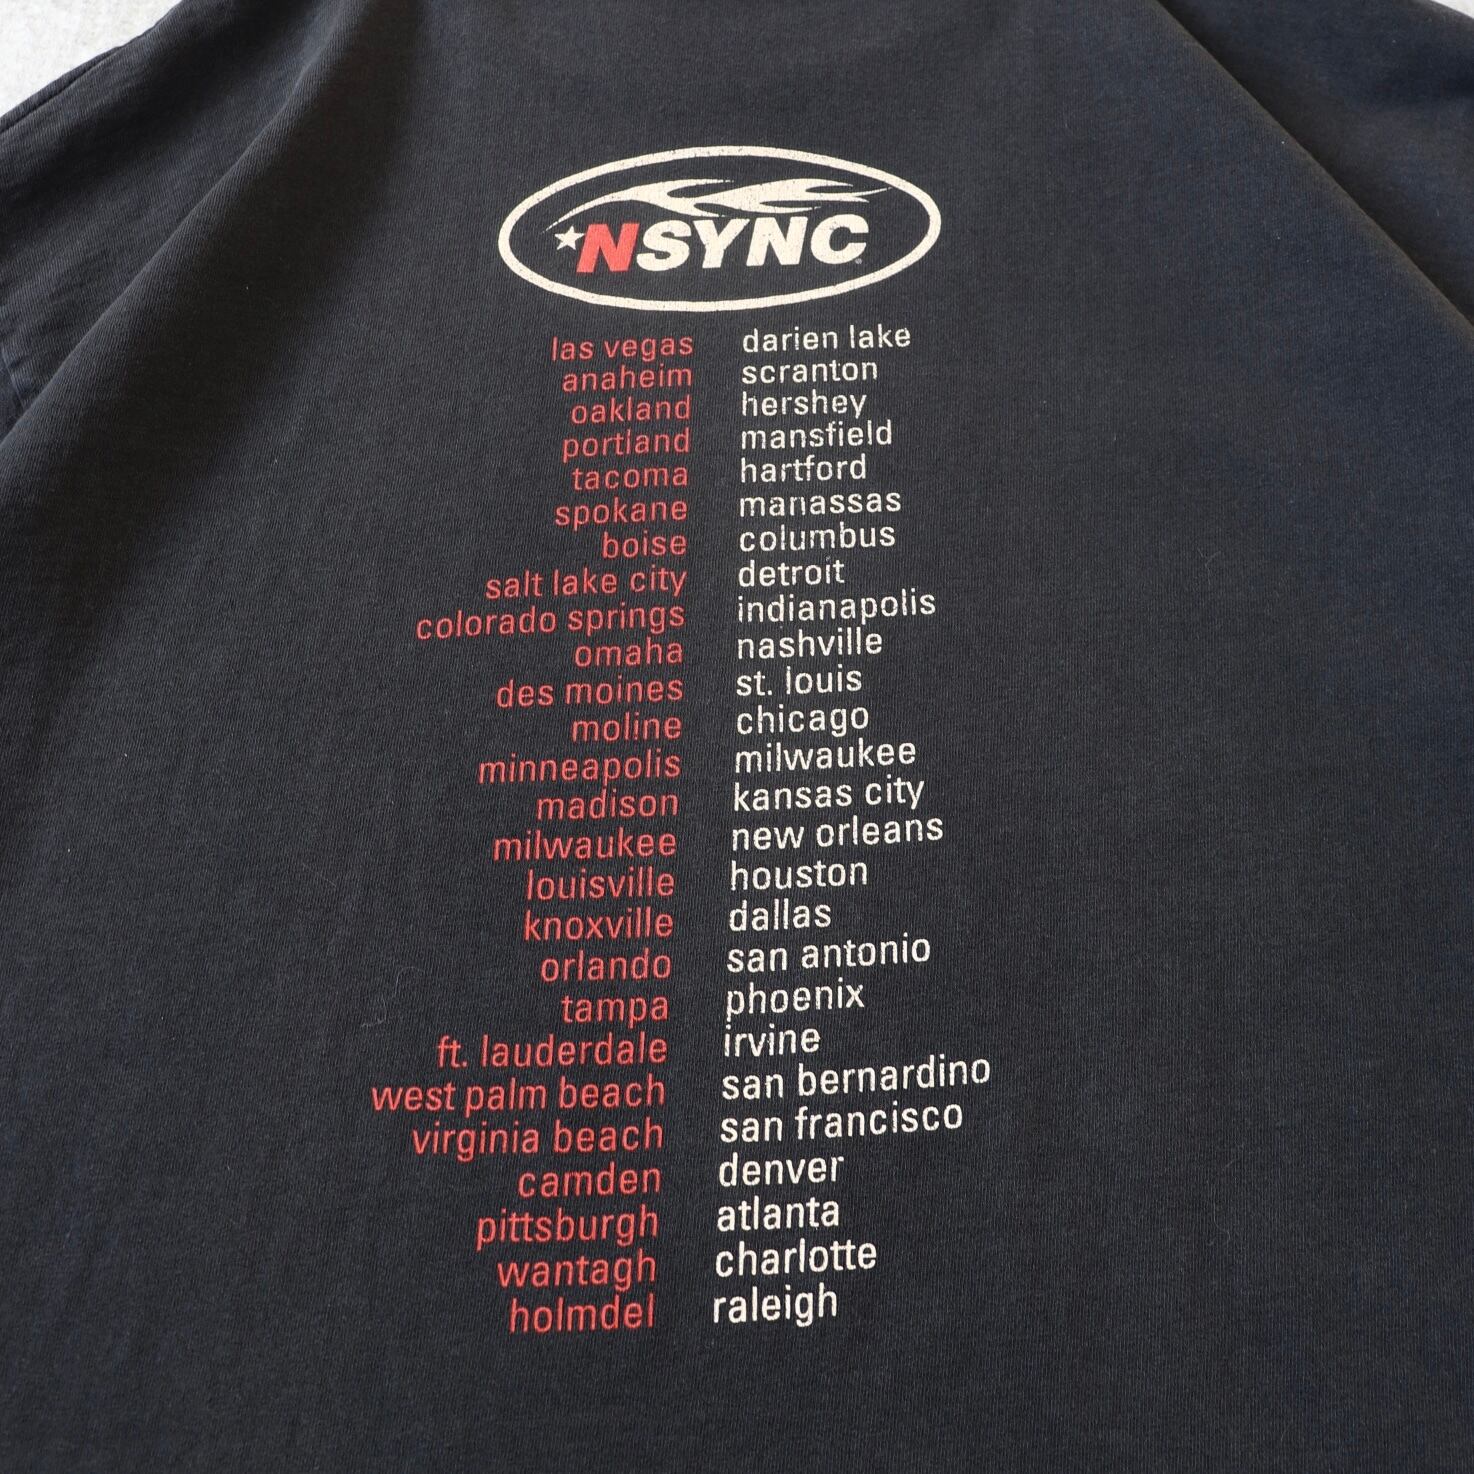 *NSYNC
las vegas
anaheim
oakland
portland
tacoma
spokane
boise
salt lake city
colorado springs
omaha
des moines
moline
minneapolis
madison
milwaukee
louisville
knoxville
orlando
tampa
ft. lauderdale
west palm beach
virginia beach
camden
pittsburgh
wantagh
holmdel
darien lake
scranton
hershey
mansfield
hartford
manassas
columbus
detroit
indianapolis
nashville
st. louis
chicago
milwaukee
kansas city
new orleans
houston
dallas
san antonio
phoenix
irvine
san bernardino
san francisco
denver
atlanta
charlotte
raleigh